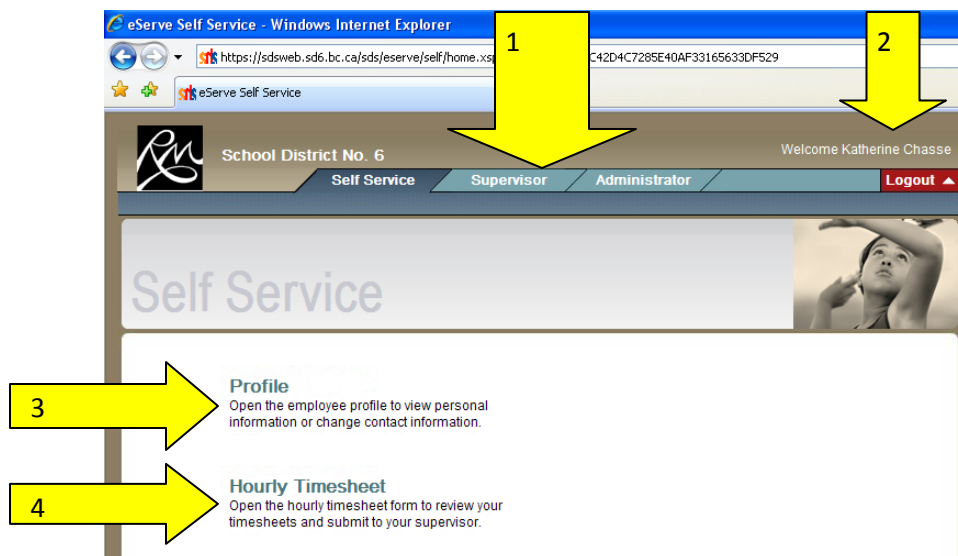 eServe Self Service - Windows Internet Explorer
https://sdsweb.sd6.bc.ca/sds/eserve/self/home.xsp C42D4C7285E40AF33165633DF529
eServe Self Service
1
2
RM
School District No. 6
Welcome Katherine Chasse
Self Service Supervisor Administrator Logout
Self Service
3
Profile
Open the employee profile to view personal
information or change contact information.
4
Hourly Timesheet
Open the hourly timesheet form to review your
timesheets and submit to your supervisor.